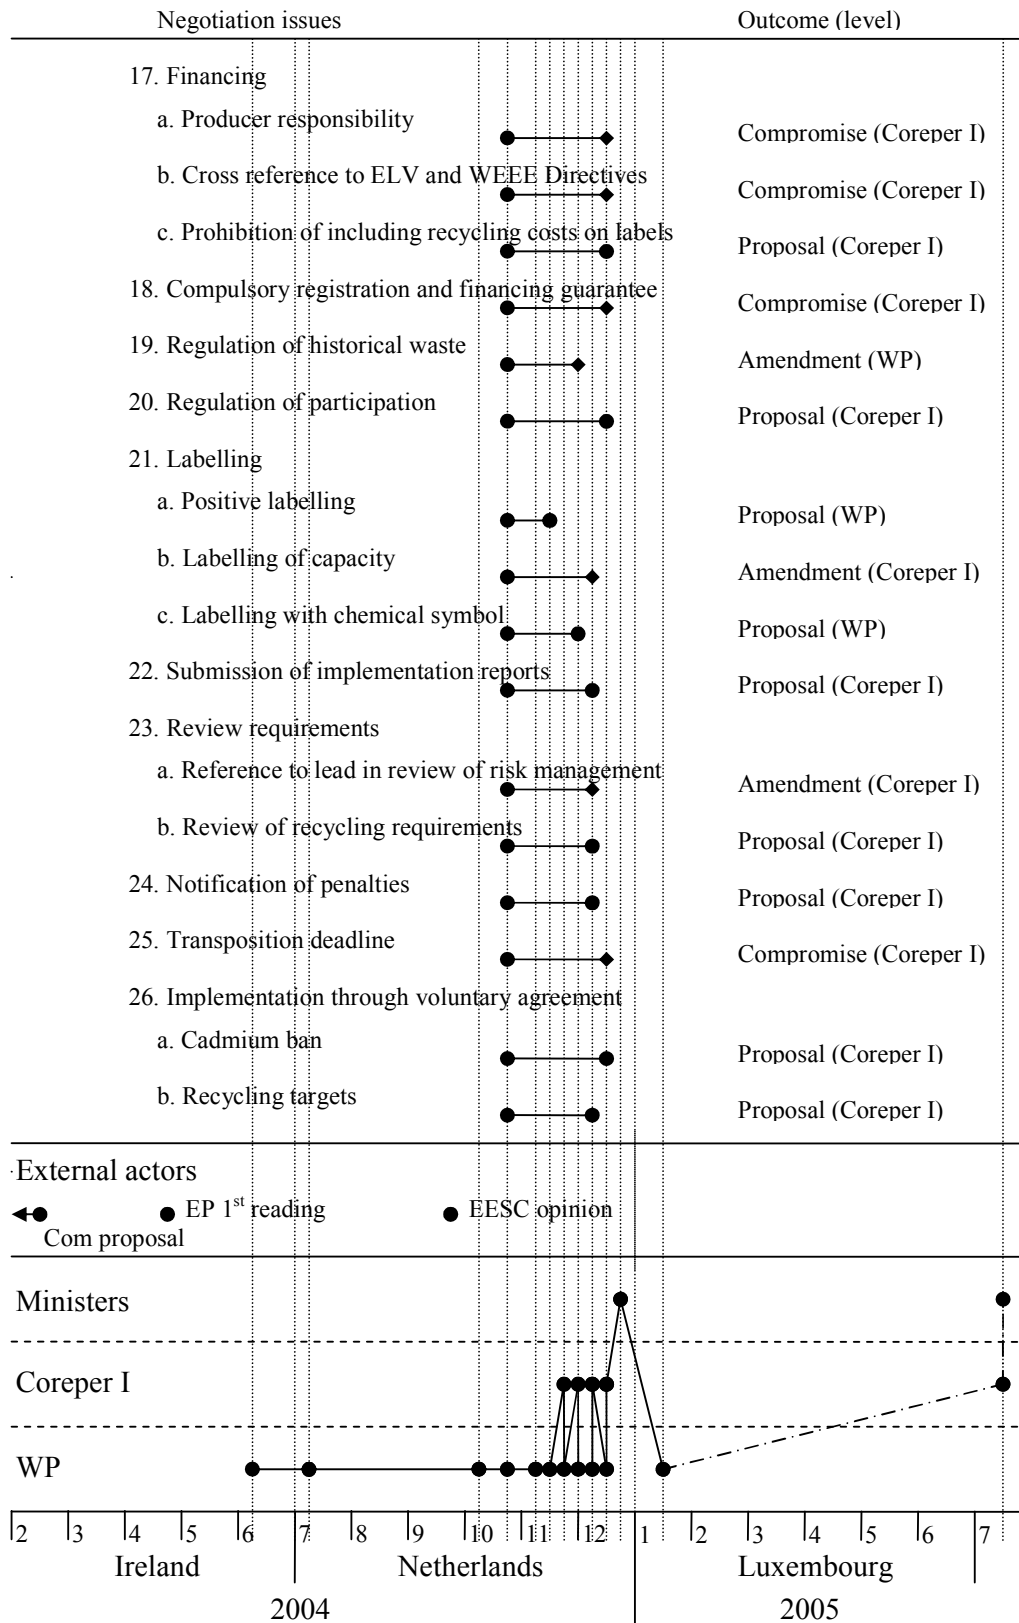 Negotiation issues Outcome (level)
17. Financing
a. Producer responsibility Compromise (Coreper I)
b. Cross reference to ELV and WEEE Directives Compromise (Coreper I)
c. Prohibition of including recycling costs on labels Proposal (Coreper I)
18. Compulsory registration and financing guarantee Compromise (Coreper I)
19. Regulation of historical waste Amendment (WP)
20. Regulation of participation Proposal (Coreper I)
21. Labelling
a. Positive labelling Proposal (WP)
b. Labelling of capacity Amendment (Coreper I)
c. Labelling with chemical symbol Proposal (WP)
22. Submission of implementation reports Proposal (Coreper I)
23. Review requirements
a. Reference to lead in review of risk management Amendment (Coreper I)
b. Review of recycling requirements Proposal (Coreper I)
24. Notification of penalties Proposal (Coreper I)
25. Transposition deadline Compromise (Coreper I)
26. Implementation through voluntary agreement
a. Cadmium ban Proposal (Coreper I)
b. Recycling targets Proposal (Coreper I)
External actors
EP 1st reading EESC opinion
Com proposal
Ministers
Coreper I
WP
2 3 4 5 6 7 8 9 10 11 12 1 2 3 4 5 6 7
Ireland Netherlands Luxembourg
2004 2005